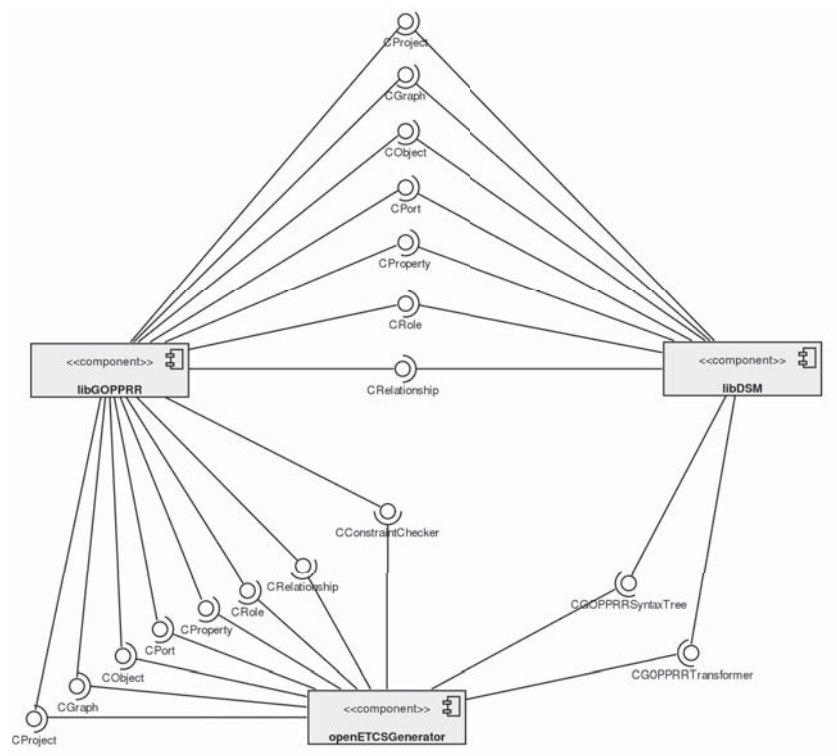 CProject
CGraph
CObject
CPort
CProperty
CRole
<<component>>
libGOPPRR
CRelationship
<<component>>
libDSM
CConstraintChecker
CRelationship
CRole
CProperty
CPort
CObject
CGraph
CProject
CGOPPRRSyntaxTree
CGOPPRRTransformer
<<component>>
openETCSGenerator